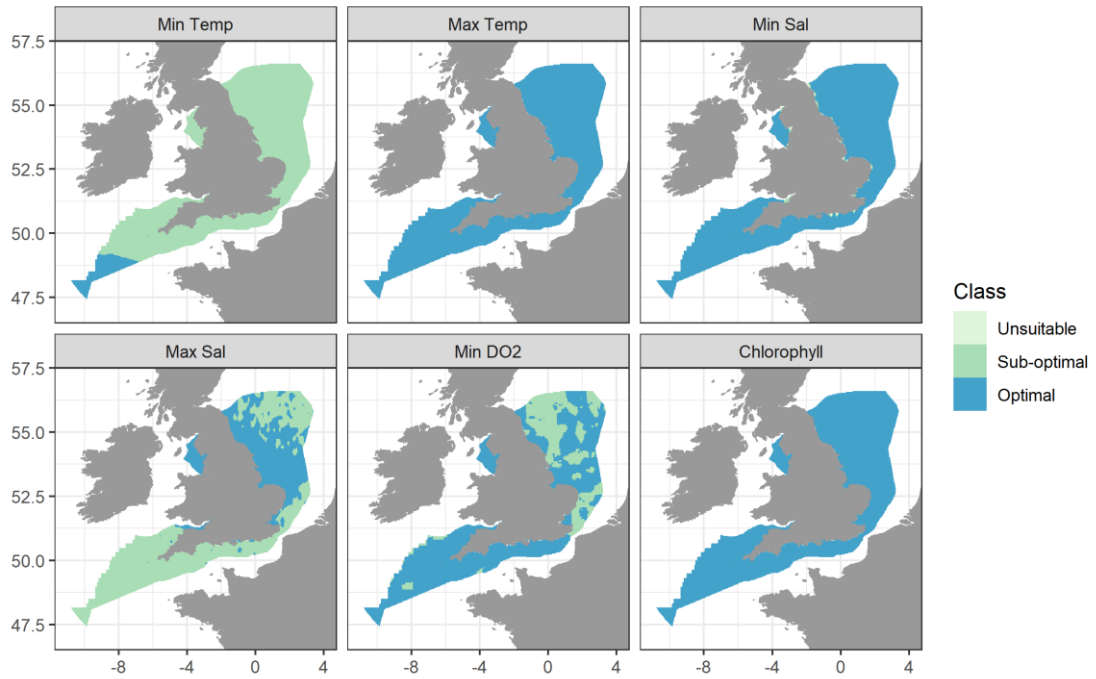 Min Temp
Max Temp
Min Sal
57.5
55.0
52.5
50.0
47.5
Max Sal
Min DO2
Chlorophyll
57.5
55.0
52.5
50.0
47.5
-8
-4
0
4
-8
-4
0
4
-8
-4
0
4
Class
Unsuitable
Sub-optimal
Optimal